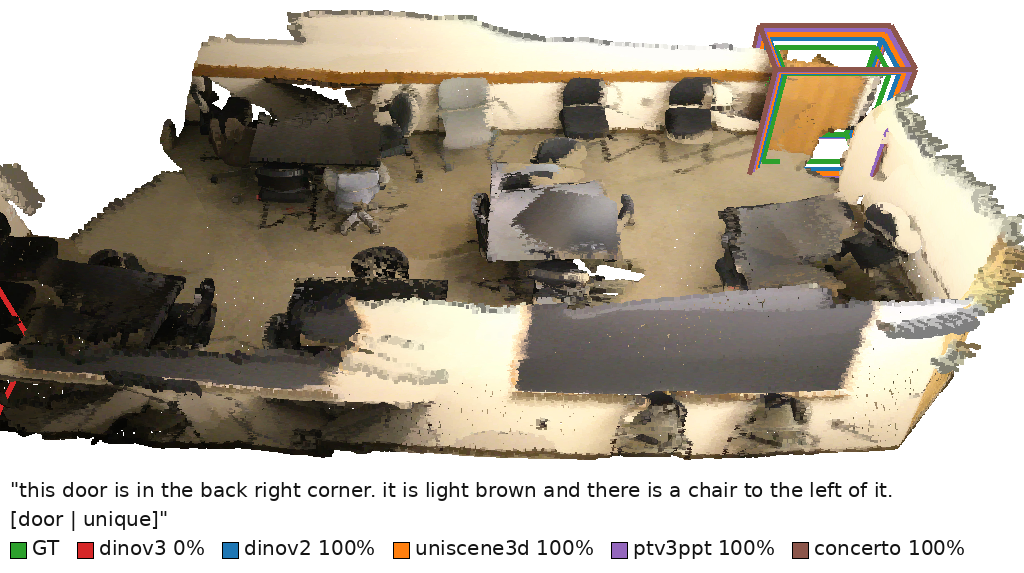 "this door is in the back right corner. it is light brown and there is a chair to the left of it.
[door | unique]"
GT dinov3 0% dinov2 100% uniscene3d 100% ptv3ppt 100% concerto 100%